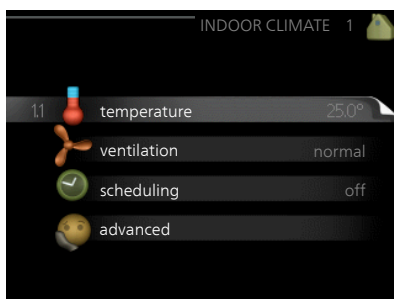 INDOOR CLIMATE 1
1.1 temperature 25.0°
ventilation normal
scheduling off
advanced